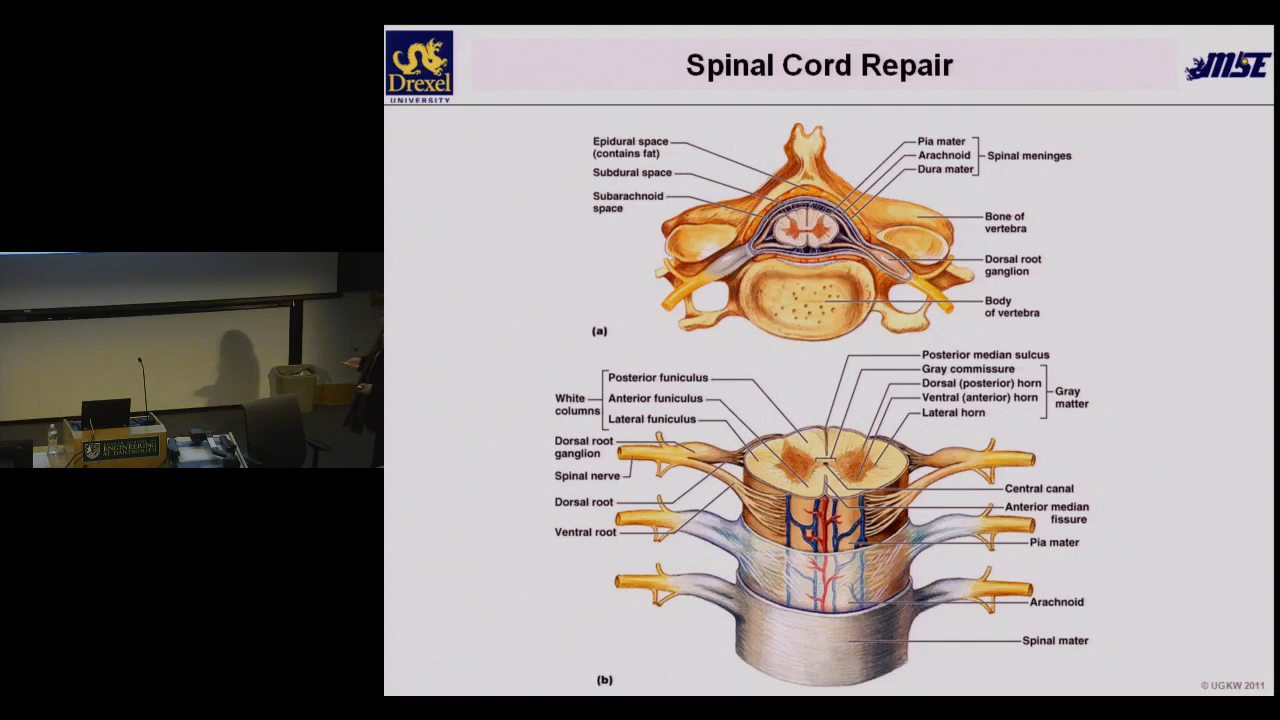 Drexel
UNIVERSITY
Spinal Cord Repair
MSE
Epidural space
(contains fat)
Subdural space
Subarachnoid
space
Pia mater
Arachnoid
Dura mater
Spinal meninges
Bone of
vertebra
Dorsal root
ganglion
Body
of vertebra
(a)
Posterior funiculus
Anterior funiculus
Lateral funiculus
White
columns
Dorsal root
ganglion
Spinal nerve
Dorsal root
Ventral root
Posterior median sulcus
Gray commissure
Dorsal (posterior) horn
Ventral (anterior) horn
Lateral horn
Gray
matter
Central canal
Anterior median
fissure
Pia mater
Arachnoid
Spinal mater
(b)
© UGKW 2011
ENGINEERING
AT DARTMOUTH